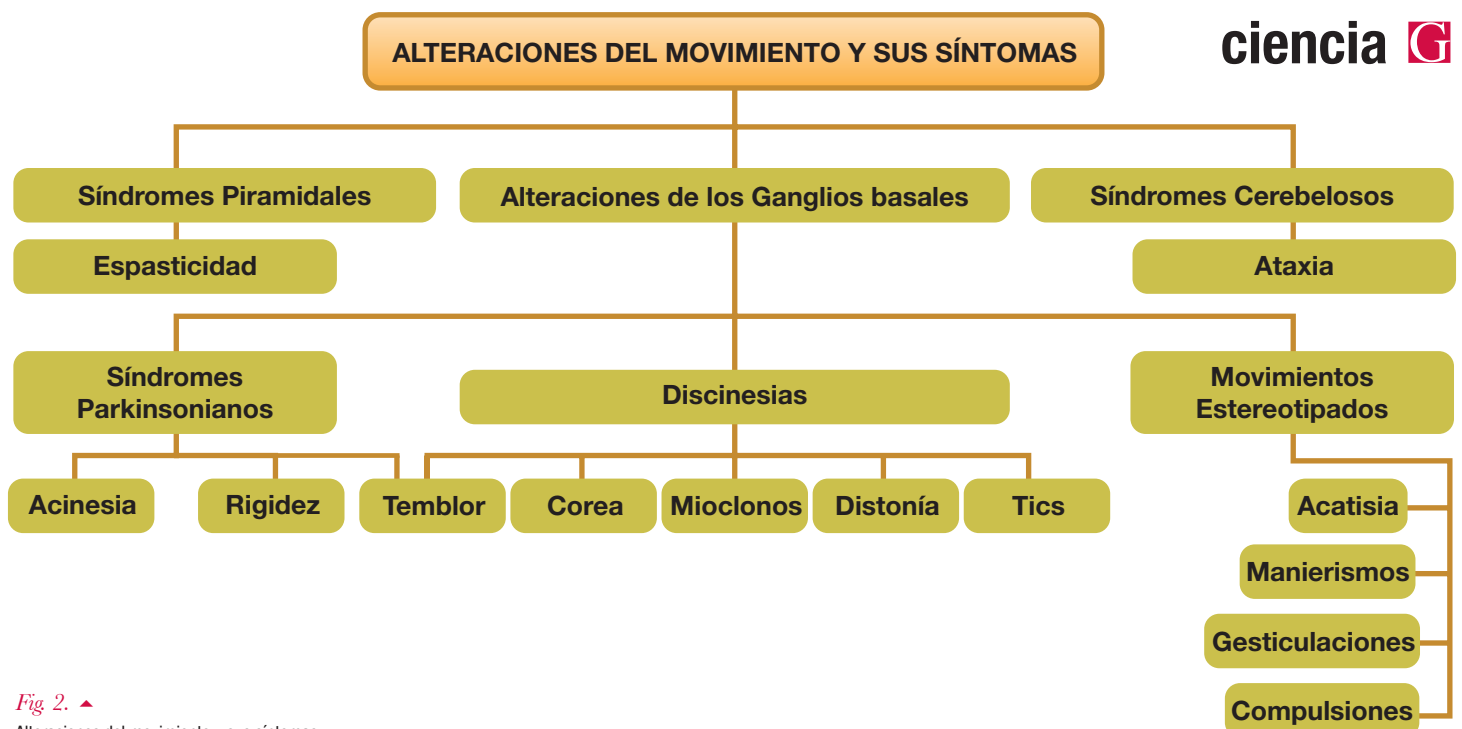 ALTERACIONES DEL MOVIMIENTO Y SUS SÍNTOMAS
ciencia G
Síndromes Piramidales
Alteraciones de los Ganglios basales
Síndromes Cerebelosos
Espasticidad
Ataxia
Síndromes
Parkinsonianos
Discinesias
Movimientos
Estereotipados
Acinesia
Rigidez
Temblor
Corea
Mioclonos
Distonía
Tics
Acatisia
Manierismos
Gesticulaciones
Compulsiones
Fig. 2.